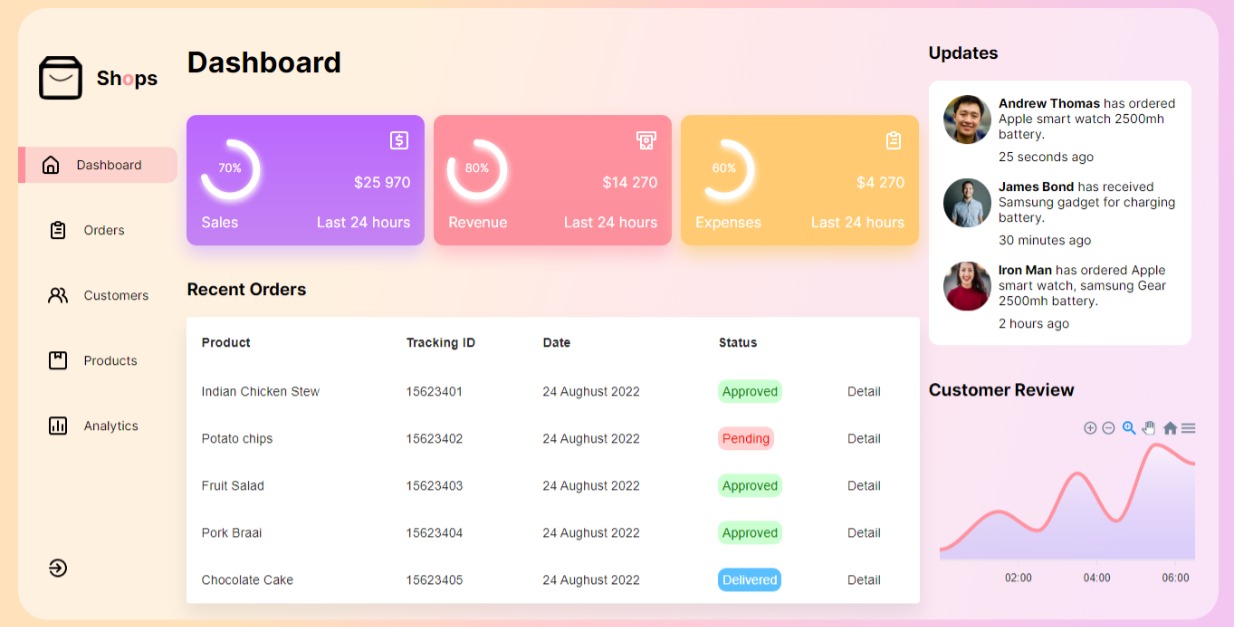 Shops
Dashboard
Orders
Customers
Products
Analytics
Dashboard
70%
$25 970
Sales
Last 24 hours
80%
$14 270
Revenue
Last 24 hours
60%
$4 270
Expenses
Last 24 hours
Recent Orders
Product Tracking ID Date Status
Indian Chicken Stew 15623401 24 Aughust 2022 Approved Detail
Potato chips 15623402 24 Aughust 2022 Pending Detail
Fruit Salad 15623403 24 Aughust 2022 Approved Detail
Pork Braai 15623404 24 Aughust 2022 Approved Detail
Chocolate Cake 15623405 24 Aughust 2022 Delivered Detail
Updates
Andrew Thomas has ordered
Apple smart watch 2500mh
battery.
25 seconds ago
James Bond has received
Samsung gadget for charging
battery.
30 minutes ago
Iron Man has ordered Apple
smart watch, samsung Gear
2500mh battery.
2 hours ago
Customer Review
02:00 04:00 06:00